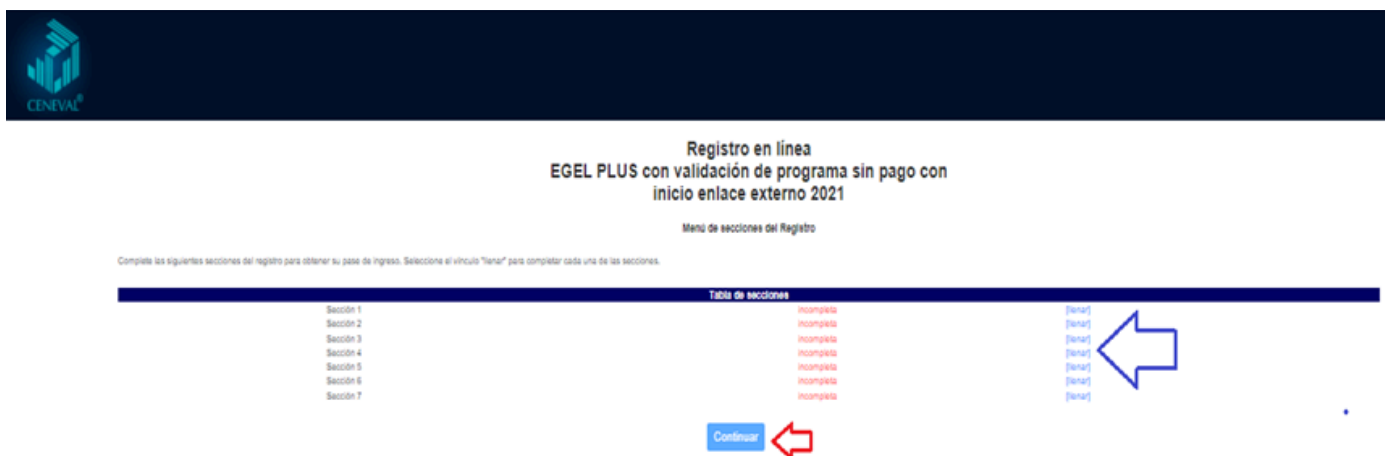 CENEVAL®
Registro en línea
EGEL PLUS con validación de programa sin pago con
inicio enlace externo 2021
Menú de secciones del Registro
Complete las siguientes secciones del registro para obtener su pase de ingreso. Seleccione el vínculo "llenar" para completar cada una de las secciones.
Tabla de secciones
Sección 1 incompleta [llenar]
Sección 2 incompleta [llenar]
Sección 3 incompleta [llenar]
Sección 4 incompleta [llenar]
Sección 5 incompleta [llenar]
Sección 6 incompleta [llenar]
Sección 7 incompleta [llenar]
Continuar